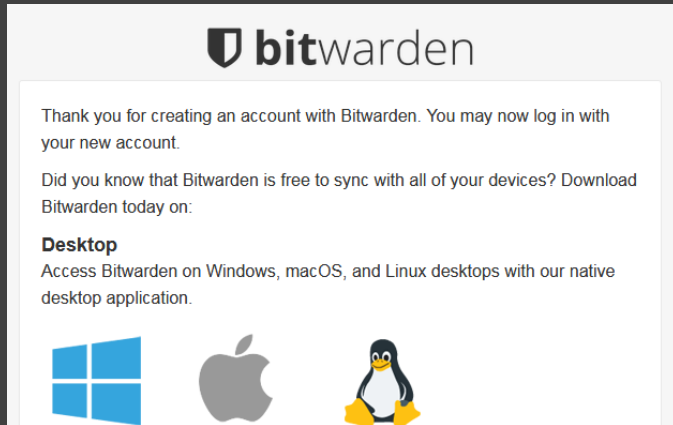 bitwarden
Thank you for creating an account with Bitwarden. You may now log in with
your new account.
Did you know that Bitwarden is free to sync with all of your devices? Download
Bitwarden today on:
Desktop
Access Bitwarden on Windows, macOS, and Linux desktops with our native
desktop application.